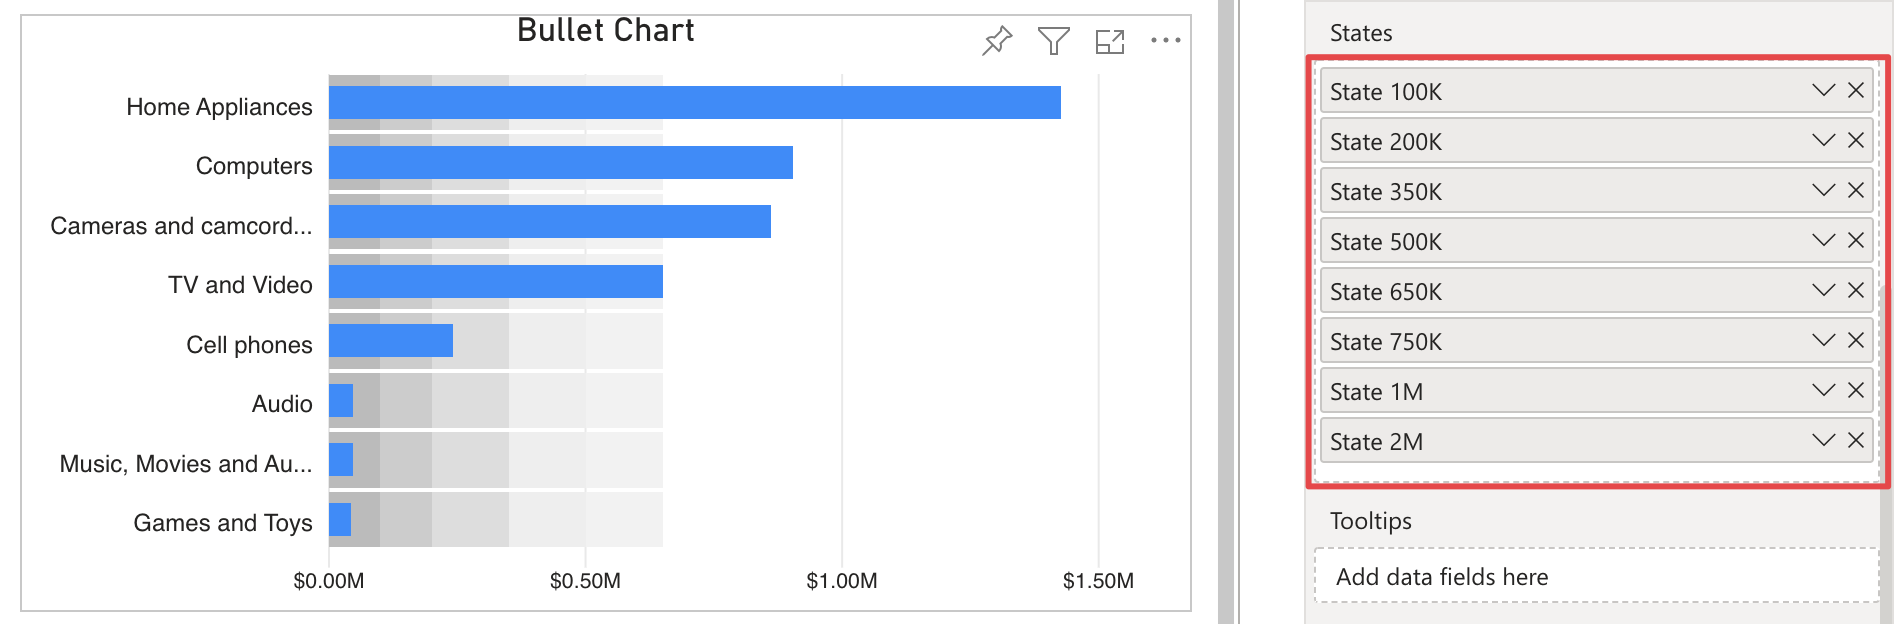 Bullet Chart
Home Appliances
Computers
Cameras and camcord...
TV and Video
Cell phones
Audio
Music, Movies and Au...
Games and Toys
$0.00M $0.50M $1.00M $1.50M
States
State 100K
State 200K
State 350K
State 500K
State 650K
State 750K
State 1M
State 2M
Tooltips
Add data fields here